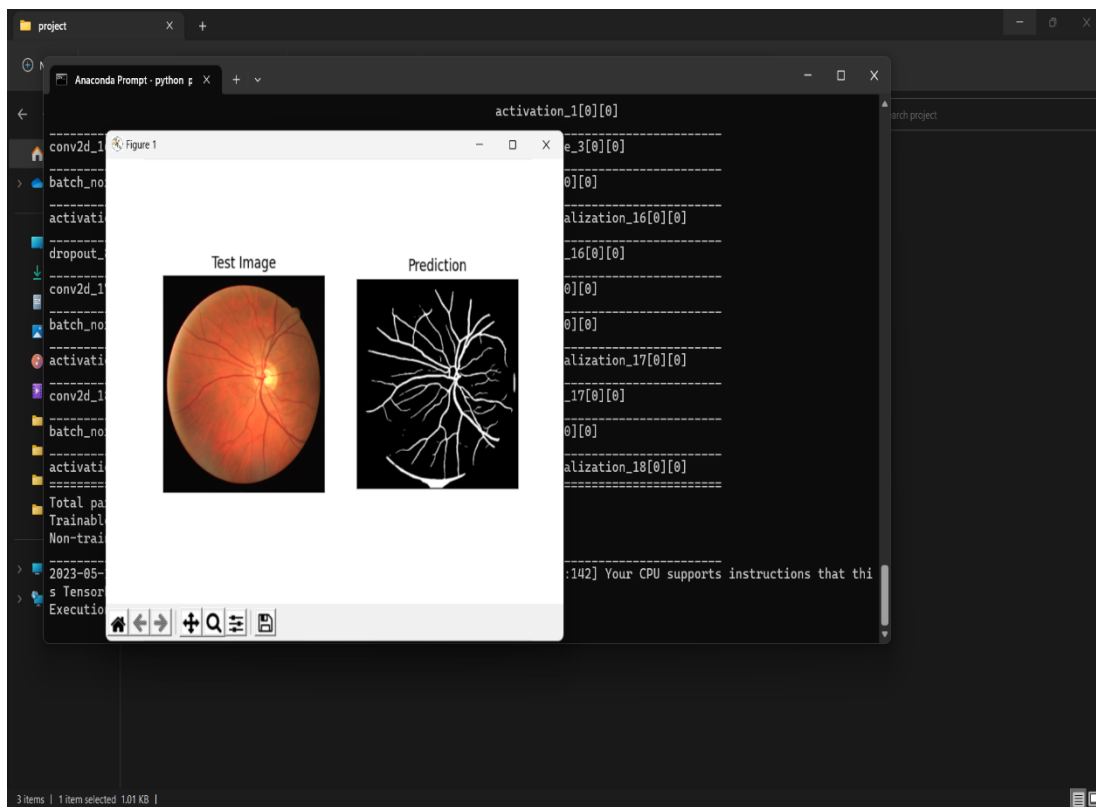 project
Anaconda Prompt - python p
activation_1[0][0]
arch project
Figure 1
conv2d_1
e_3[0][0]
batch_no
0][0]
activati
alization_16[0][0]
dropout_
_16[0][0]
conv2d_17
0][0]
batch_no
0][0]
activati
alization_17[0][0]
conv2d_18
_17[0][0]
batch_no
0][0]
activati
alization_18[0][0]
Test Image
Prediction
Total pa
Trainabl
Non-trai
2023-05-
:142] Your CPU supports instructions that thi
s Tensor
Executio
3 items | 1 item selected 1.01 KB |